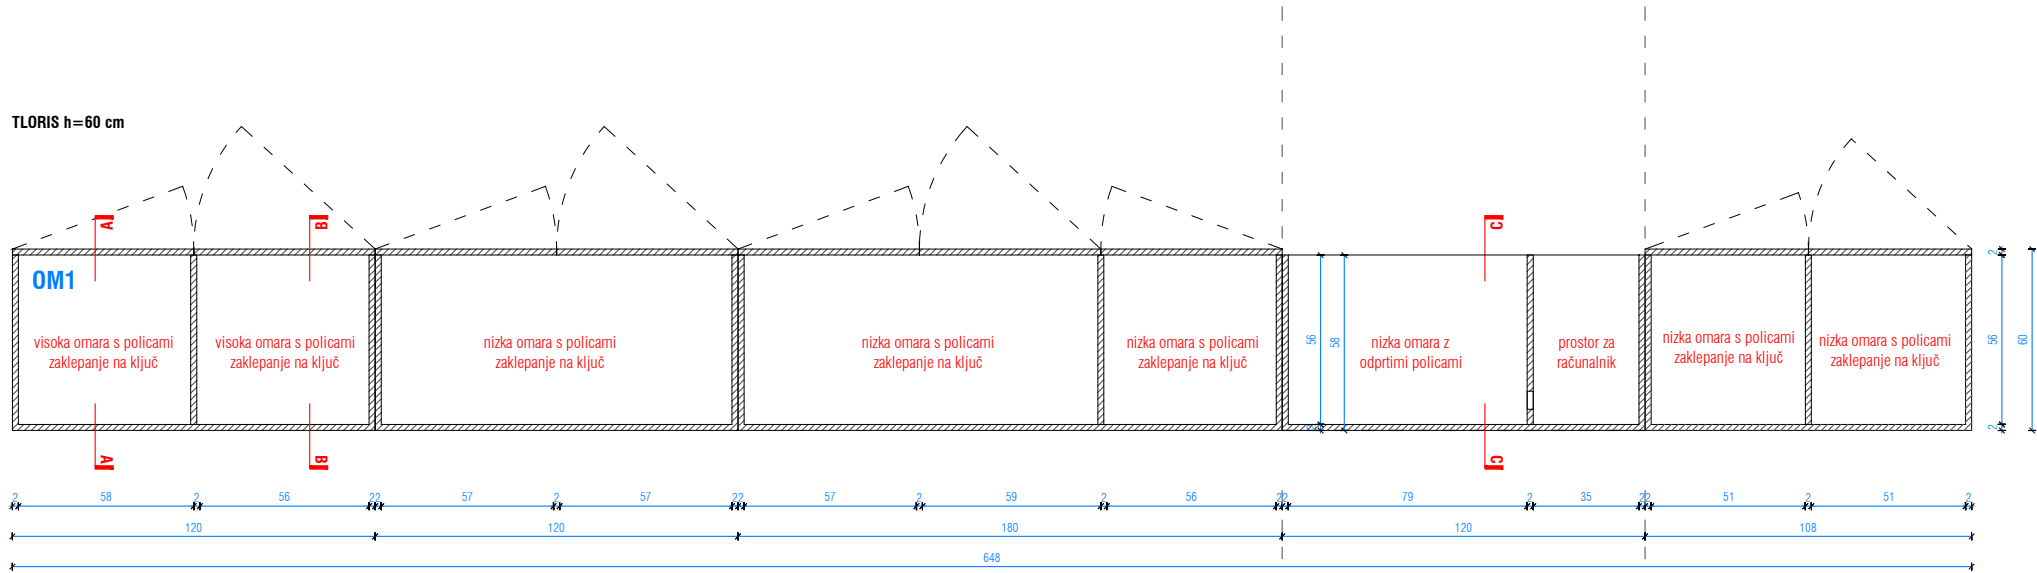 TLORIS h=60 cm
A B C
OM1
visoka omara s policami
zaklepanje na ključ
visoka omara s policami
zaklepanje na ključ
nizka omara s policami
zaklepanje na ključ
nizka omara s policami
zaklepanje na ključ
nizka omara s policami
zaklepanje na ključ
56
58
2
nizka omara z
odprtimi policami
prostor za
računalnik
nizka omara s policami
zaklepanje na ključ
nizka omara s policami
zaklepanje na ključ
2
56
2
60
A B C
2 58 2 56 22 57 2 57 22 57 2 59 2 56 22 79 2 35 22 51 2 51 2
120 120 180 120 108
648